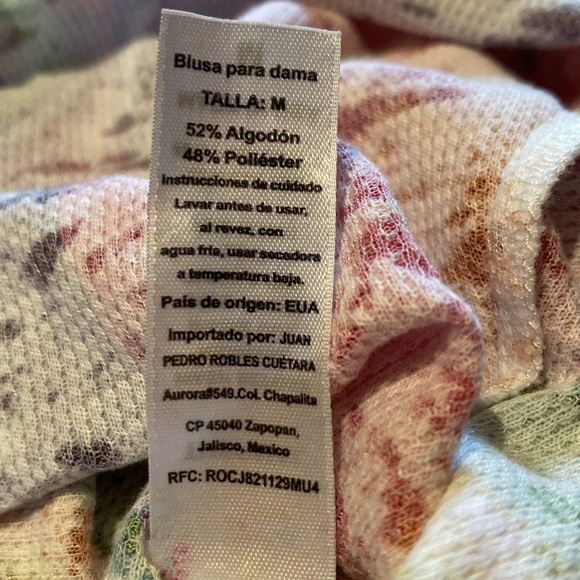 Blusa para dama
TALLA: M
52% Algodón
48% Poliéster
Instrucciones de cuidado
Lavar antes de usar,
al revez, con
agua fria, usar secadora
a temperatura baja.
Pais de origen: EUA
Importado por: JUAN
PEDRO ROBLES CUÉTARA
Aurora#549.Col. Chapalita
CP 45040 Zapopan,
Jalisco, Mexico
RFC: ROCJ821129MU4